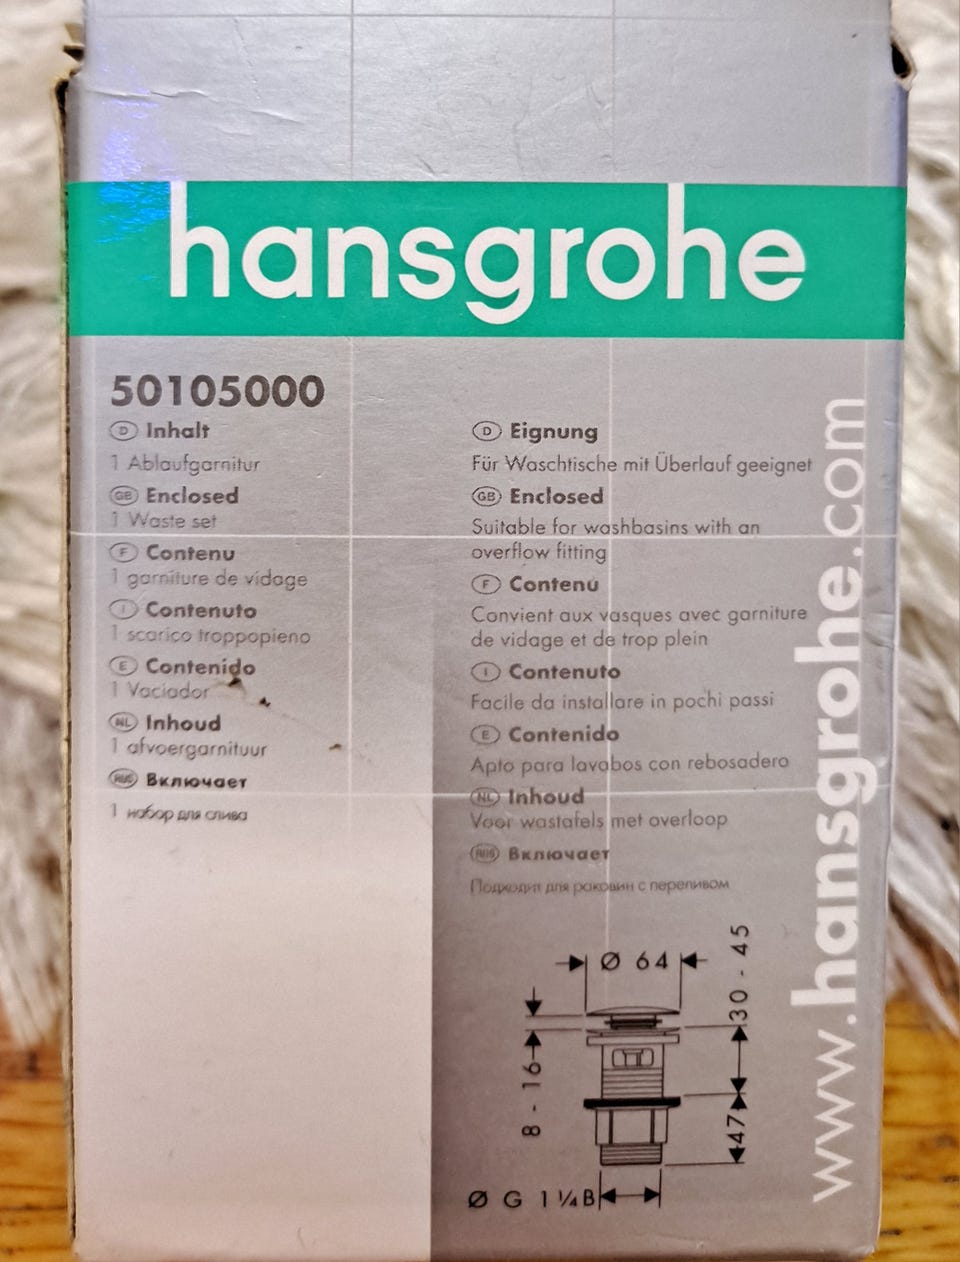 hansgrohe
50105000
D Inhalt
1 Ablaufgarnitur
GB Enclosed
1 Waste set
F Contenu
1 garniture de vidage
I Contenuto
1 scarico troppopieno
E Contenido
1 Vaciador
NL Inhoud
1 afvoergarnituur
RUS Включает
1 набор для слива
D Eignung
Für Waschtische mit Überlauf geeignet
GB Enclosed
Suitable for washbasins with an
overflow fitting
F Contenu
Convient aux vasques avec garniture
de vidage et de trop plein
I Contenuto
Facile da installare in pochi passi
E Contenido
Apto para lavabos con rebosadero
NL Inhoud
Voor wastafels met overloop
RUS Включает
Подходит для раковин с переливом
Ø 64
30 - 45
8 - 16
47
Ø G 1 ¼ B
www.hansgrohe.com